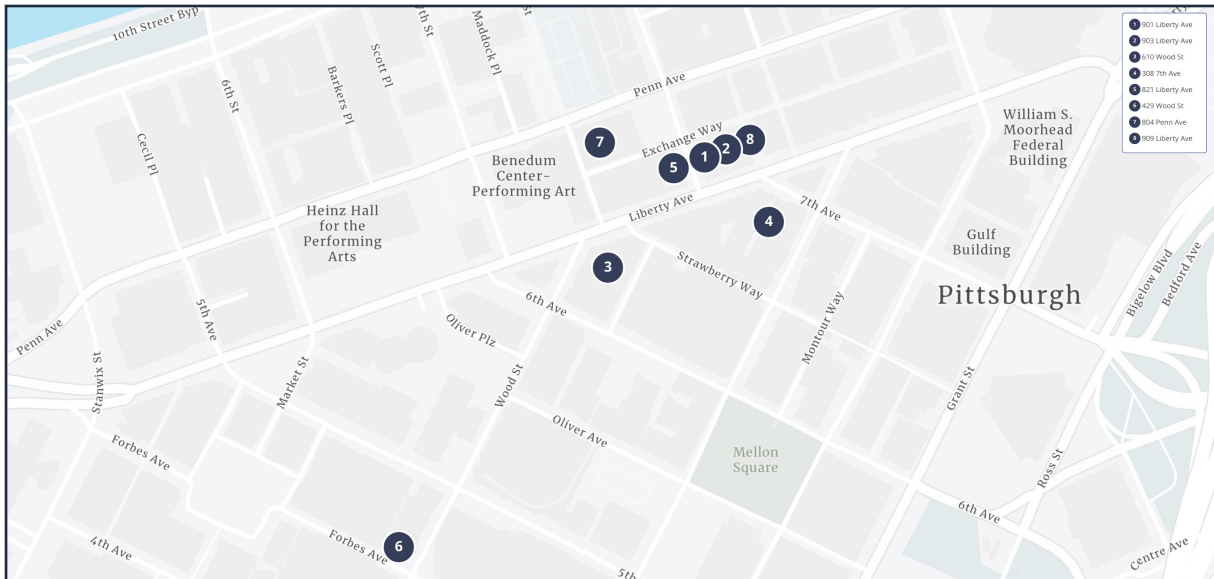 10th Street Byp
6th St
Barkers Pl
Scott Pl
7th St
Maddock Pl
St
Penn Ave
Cecil Pl
Exchange Way
7
5
1
2
8
Benedum
Center-
Performing Art
William S.
Moorhead
Federal
Building
1 901 Liberty Ave
2 903 Liberty Ave
3 610 Wood St
4 308 7th Ave
5 821 Liberty Ave
6 429 Wood St
7 804 Penn Ave
8 909 Liberty Ave
Heinz Hall
for the
Performing
Arts
Liberty Ave
7th Ave
4
3
Strawberry Way
Gulf
Building
Pittsburgh
Bigelow Blvd
Bedford Ave
Penn Ave
5th Ave
Stanwix St
Market St
Oliver Plz
6th Ave
Montour Way
Wood St
Grant St
Oliver Ave
Mellon
Square
Forbes Ave
Ross St
6th Ave
4th Ave
Forbes Ave
6
5th
Centre Ave